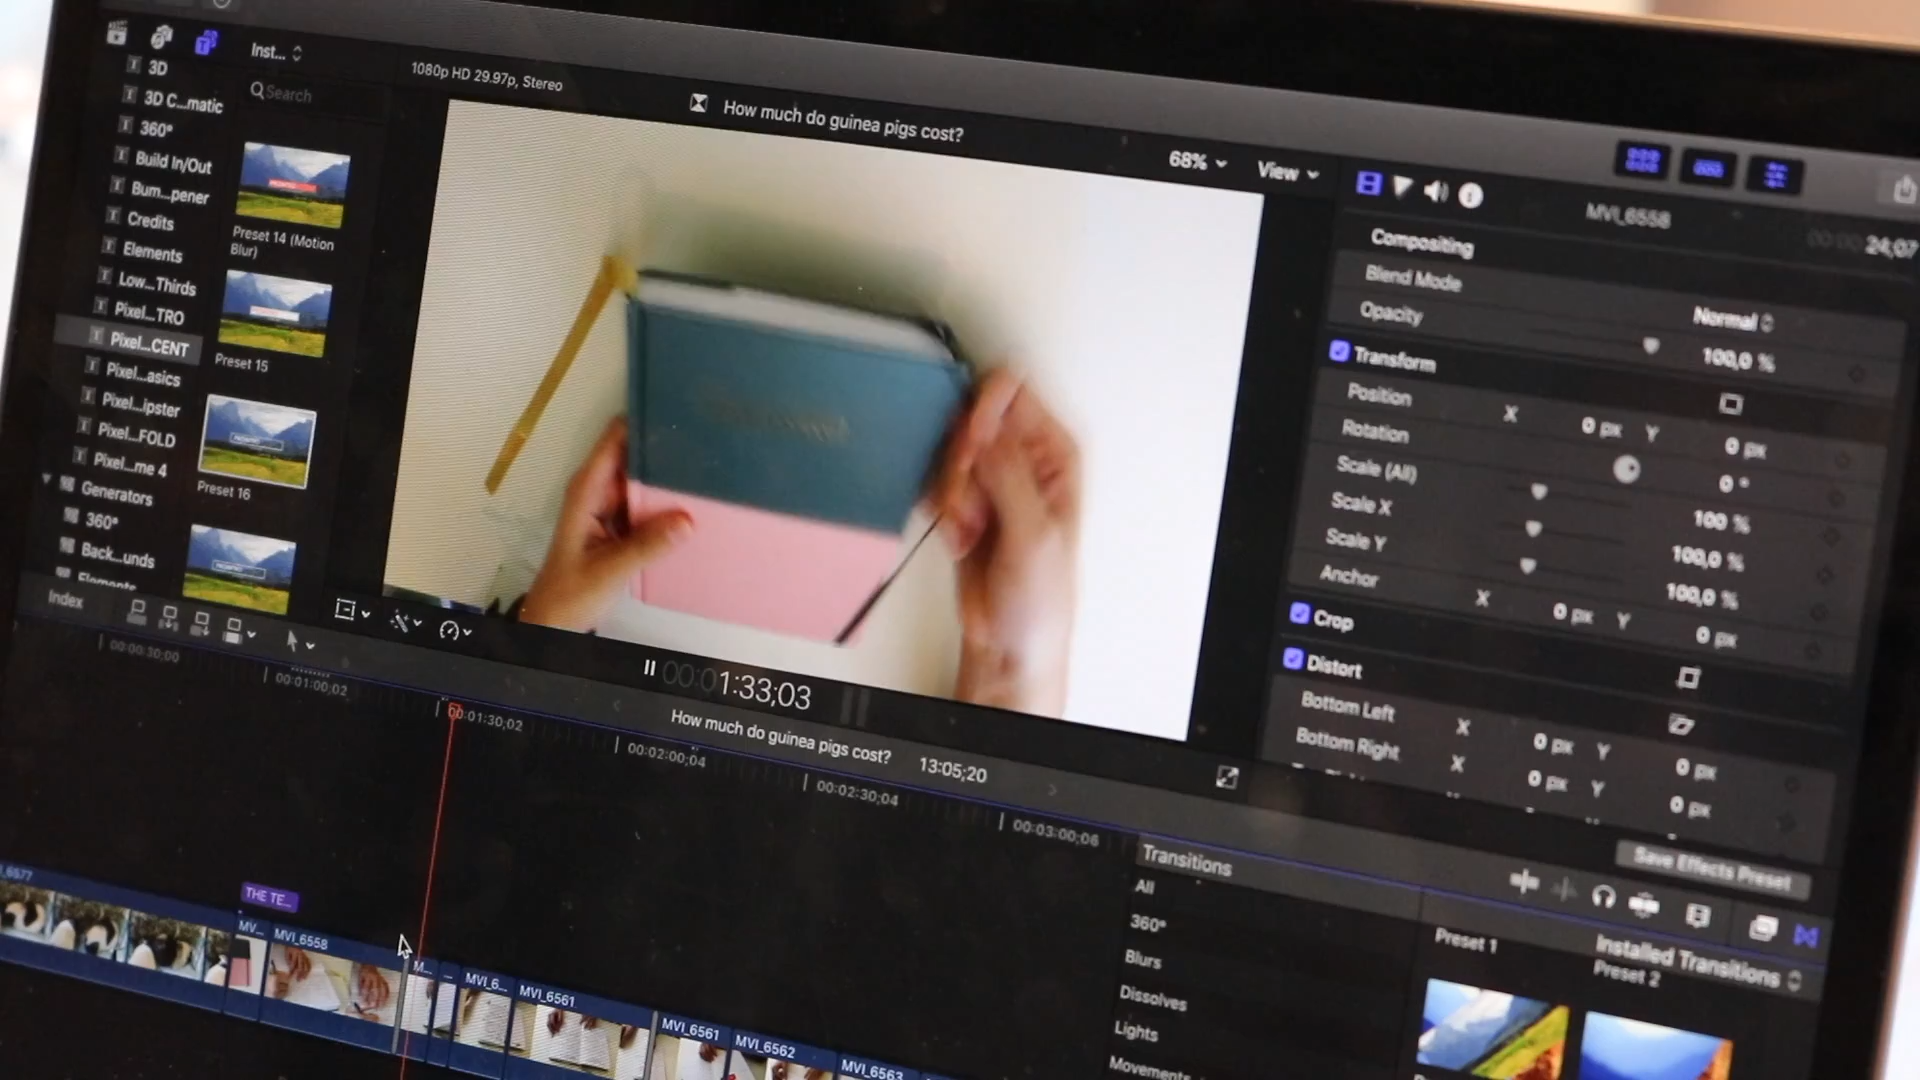 Inst...
Search
3D
3D C...matic
360°
Build In/Out
Bum...pener
Credits
Elements
Low...Thirds
Pixel...TRO
Pixel...CENT
Pixel...asics
Pixel...ipster
Pixel...FOLD
Pixel...me 4
Generators
360°
Back...unds
Elements
Preset 14 (Motion
Blur)
Preset 15
Preset 16
1080p HD 29.97p, Stereo
How much do guinea pigs cost?
68%
View
MVI_6558
24;07
Compositing
Blend Mode
Normal
Opacity
100,0 %
Transform
Position
X 0 px Y 0 px
Rotation
0 °
Scale (All)
100 %
Scale X
100,0 %
Scale Y
100,0 %
Anchor
X 0 px Y 0 px
Crop
Distort
Bottom Left
X 0 px Y 0 px
Bottom Right
X 0 px Y 0 px
Save Effects Preset
Index
00:01:33;03
How much do guinea pigs cost?
13:05;20
00:00:30;00
00:01:00;02
00:01:30;02
00:02:00;04
00:02:30;04
00:03:00;06
THE TE...
MV...
MVI_6558
M...
MVI_6...
MVI_6561
MVI_6561
MVI_6562
MVI_6563
Transitions
All
360°
Blurs
Dissolves
Lights
Movements
Installed Transitions
Preset 1
Preset 2